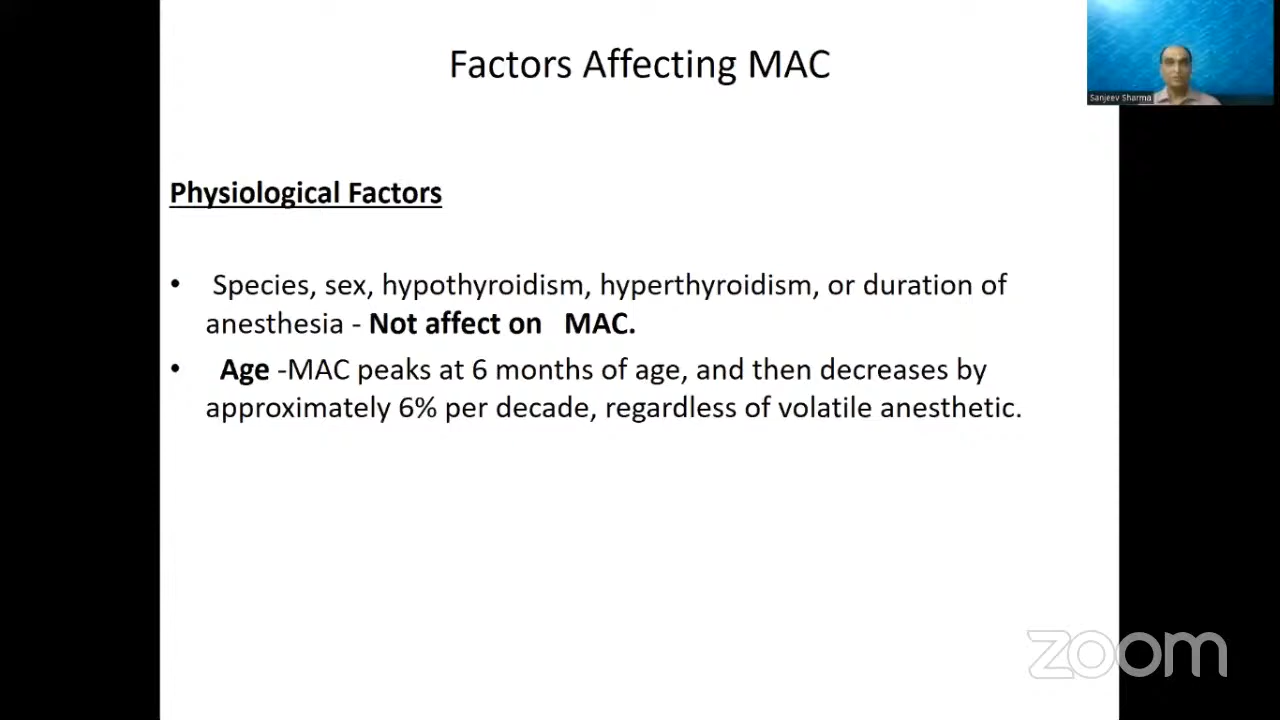 Factors Affecting MAC
Sanjeev Sharma
Physiological Factors
• Species, sex, hypothyroidism, hyperthyroidism, or duration of
anesthesia - Not affect on MAC.
• Age -MAC peaks at 6 months of age, and then decreases by
approximately 6% per decade, regardless of volatile anesthetic.
zoom